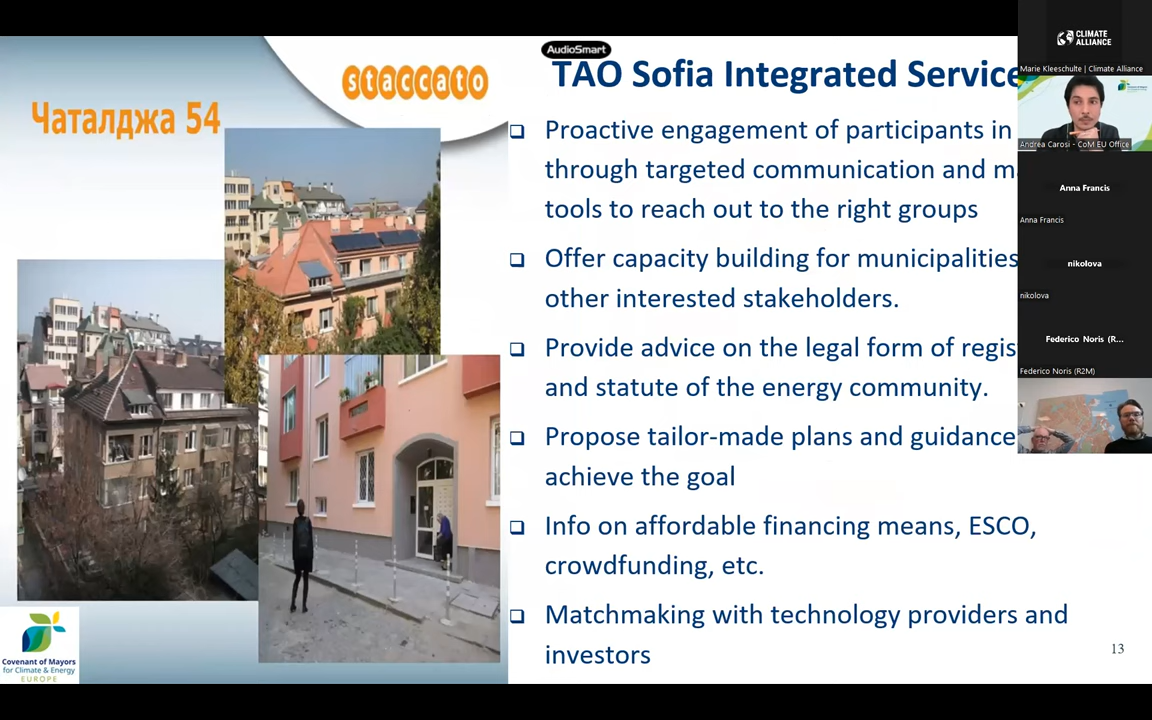 AudioSmart
staccato
Чаталджа 54
TAO Sofia Integrated Service
Proactive engagement of participants in
through targeted communication and
tools to reach out to the right groups
Offer capacity building for municipalities
other interested stakeholders.
Provide advice on the legal form of
and statute of the energy community.
Propose tailor-made plans and guidance
achieve the goal
Info on affordable financing means, ESCO,
crowdfunding, etc.
Matchmaking with technology providers and
investors
13
Covenant of Mayors
for Climate & Energy
EUROPE
CLIMATE
ALLIANCE
Marie Kleeschulte | Climate Alliance
Andrea Carosi - CoM EU Office
Anna Francis
Anna Francis
nikolova
nikolova
Federico Noris (R...
Federico Noris (R2M)